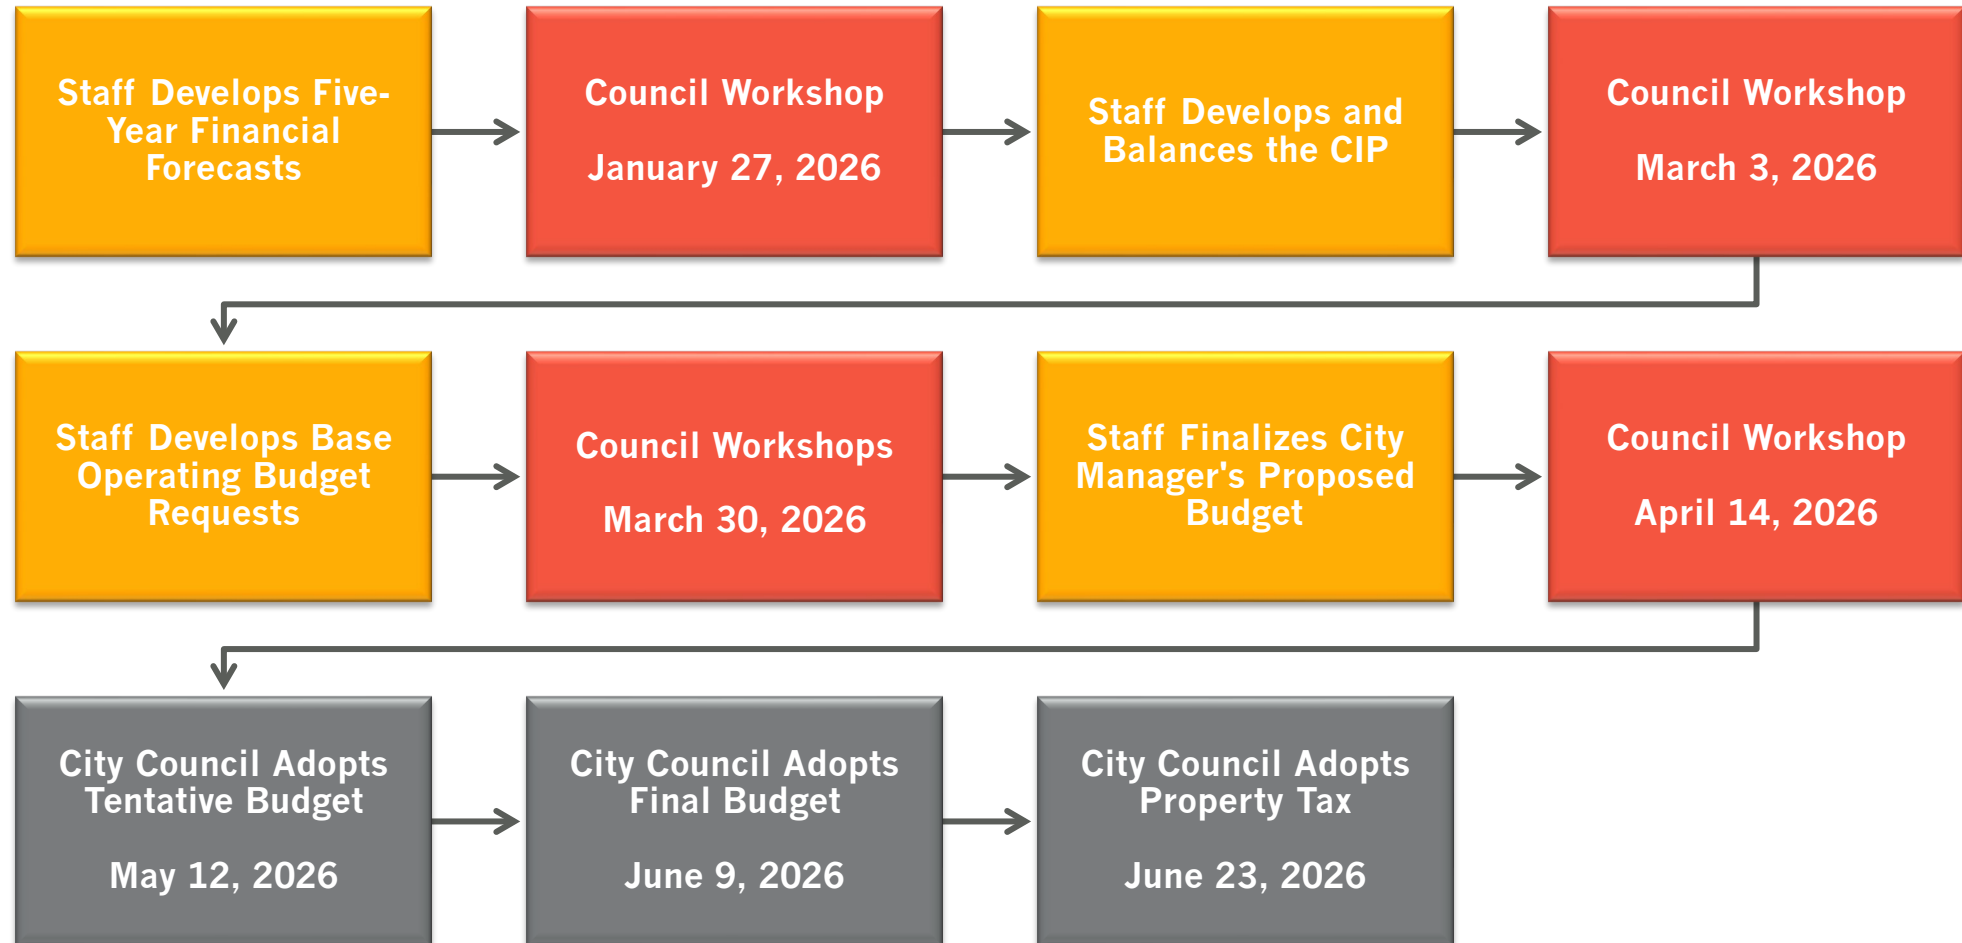 Staff Develops Five-
Year Financial
Forecasts
Council Workshop
January 27, 2026
Staff Develops and
Balances the CIP
Council Workshop
March 3, 2026
Staff Develops Base
Operating Budget
Requests
Council Workshops
March 30, 2026
Staff Finalizes City
Manager's Proposed
Budget
Council Workshop
April 14, 2026
City Council Adopts
Tentative Budget
May 12, 2026
City Council Adopts
Final Budget
June 9, 2026
City Council Adopts
Property Tax
June 23, 2026